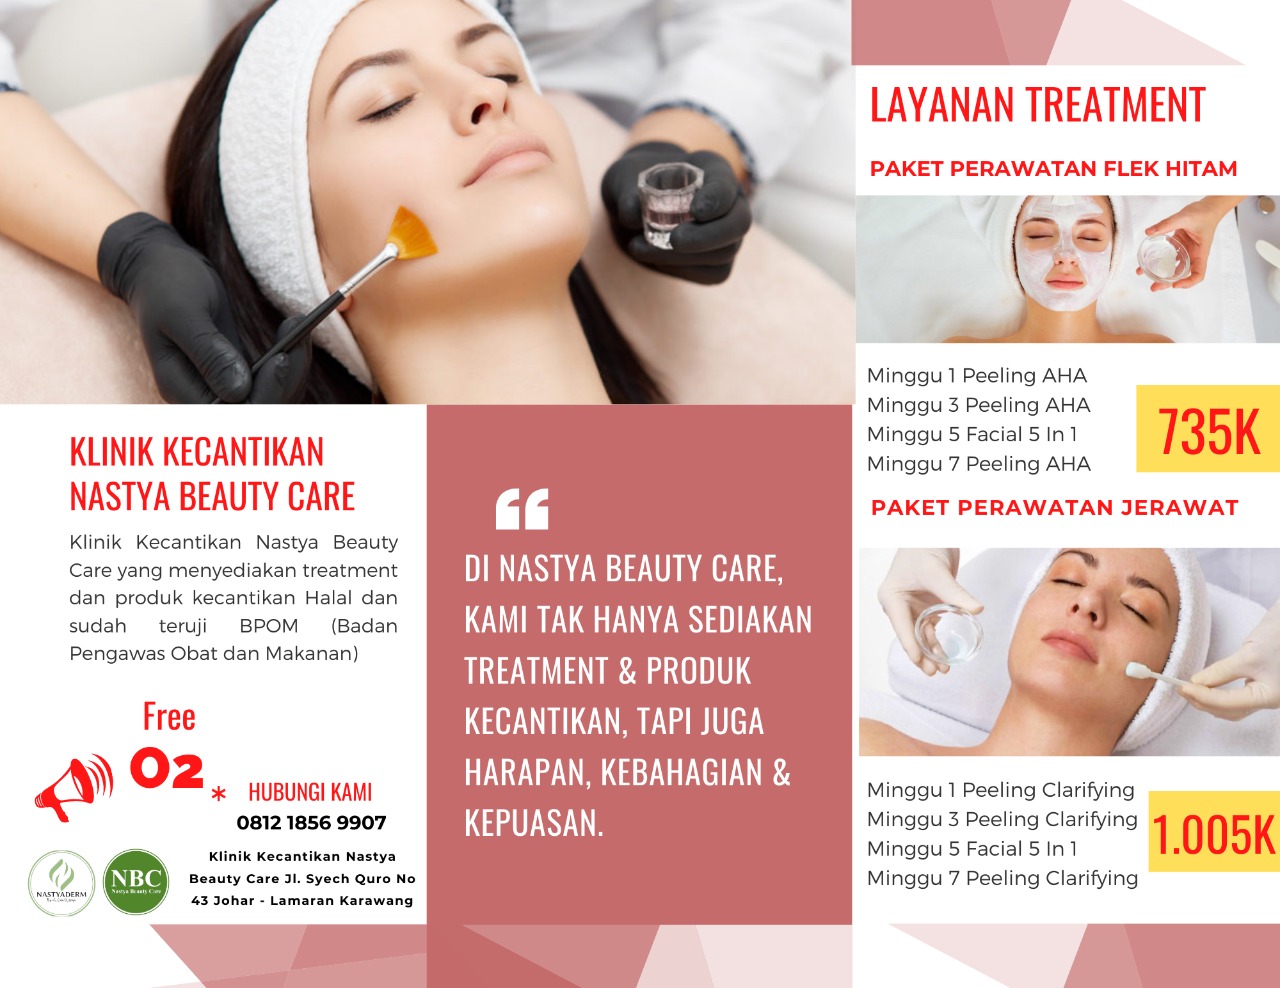 KLINIK KECANTIKAN
NASTYA BEAUTY CARE
Klinik Kecantikan Nastya Beauty
Care yang menyediakan treatment
dan produk kecantikan Halal dan
sudah teruji BPOM (Badan
Pengawas Obat dan Makanan)
Free
O2
*
HUBUNGI KAMI
0812 1856 9907
NASTYADERM
NBC
Nastya Beauty Care
Klinik Kecantikan Nastya
Beauty Care Jl. Syech Quro No
43 Johar - Lamaran Karawang
“
DI NASTYA BEAUTY CARE,
KAMI TAK HANYA SEDIAKAN
TREATMENT & PRODUK
KECANTIKAN, TAPI JUGA
HARAPAN, KEBAHAGIAN &
KEPUASAN.
LAYANAN TREATMENT
PAKET PERAWATAN FLEK HITAM
Minggu 1 Peeling AHA
Minggu 3 Peeling AHA
Minggu 5 Facial 5 In 1
Minggu 7 Peeling AHA
735K
PAKET PERAWATAN JERAWAT
Minggu 1 Peeling Clarifying
Minggu 3 Peeling Clarifying
Minggu 5 Facial 5 In 1
Minggu 7 Peeling Clarifying
1.005K